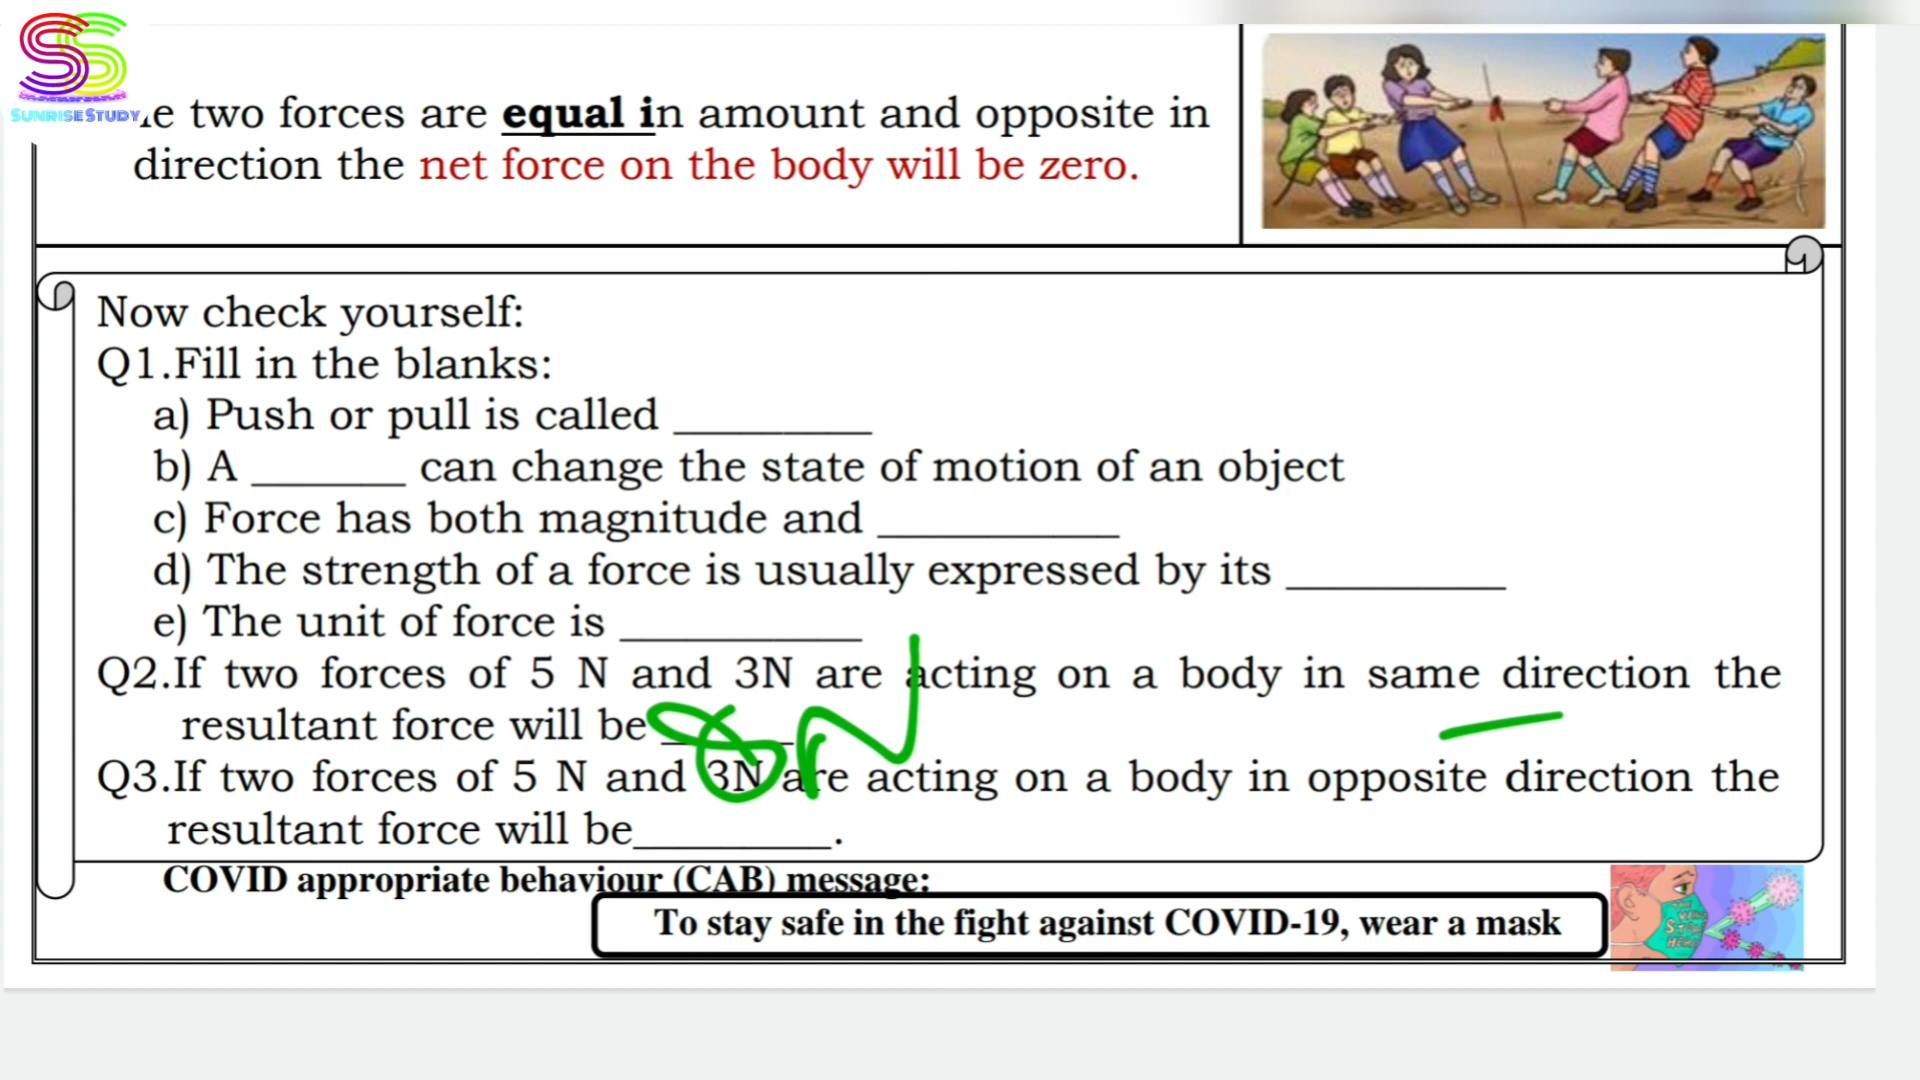 SS
SUNRISESTUDY
e two forces are equal in amount and opposite in
direction the net force on the body will be zero.
Now check yourself:
Q1.Fill in the blanks:
a) Push or pull is called _________
b) A _______ can change the state of motion of an object
c) Force has both magnitude and ___________
d) The strength of a force is usually expressed by its __________
e) The unit of force is ___________
Q2.If two forces of 5 N and 3N are acting on a body in same direction the
resultant force will be ______ 8N
Q3.If two forces of 5 N and 3N are acting on a body in opposite direction the
resultant force will be_________.
COVID appropriate behaviour (CAB) message:
To stay safe in the fight against COVID-19, wear a mask